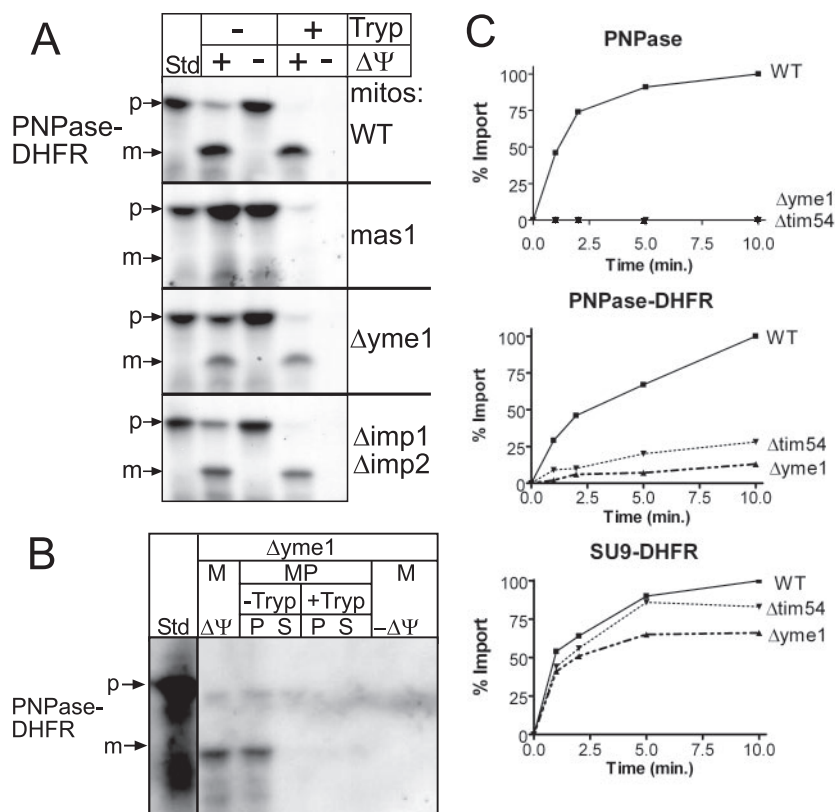 A
- + Tryp
Std + - + - ΔΨ
PNPase-
DHFR
p
m
mitos:
WT
p
m
mas1
p
m
Δyme1
p
m
Δimp1
Δimp2
B
Δyme1
M MP M
-Tryp +Tryp
Std ΔΨ P S P S –ΔΨ
PNPase-
DHFR
p
m
C
PNPase
% Import
100
75
50
25
0
0.0 2.5 5.0 7.5 10.0
Time (min.)
WT
Δyme1
Δtim54
PNPase-DHFR
% Import
100
75
50
25
0
0.0 2.5 5.0 7.5 10.0
Time (min.)
WT
Δtim54
Δyme1
SU9-DHFR
% Import
100
75
50
25
0
0.0 2.5 5.0 7.5 10.0
Time (min.)
WT
Δtim54
Δyme1